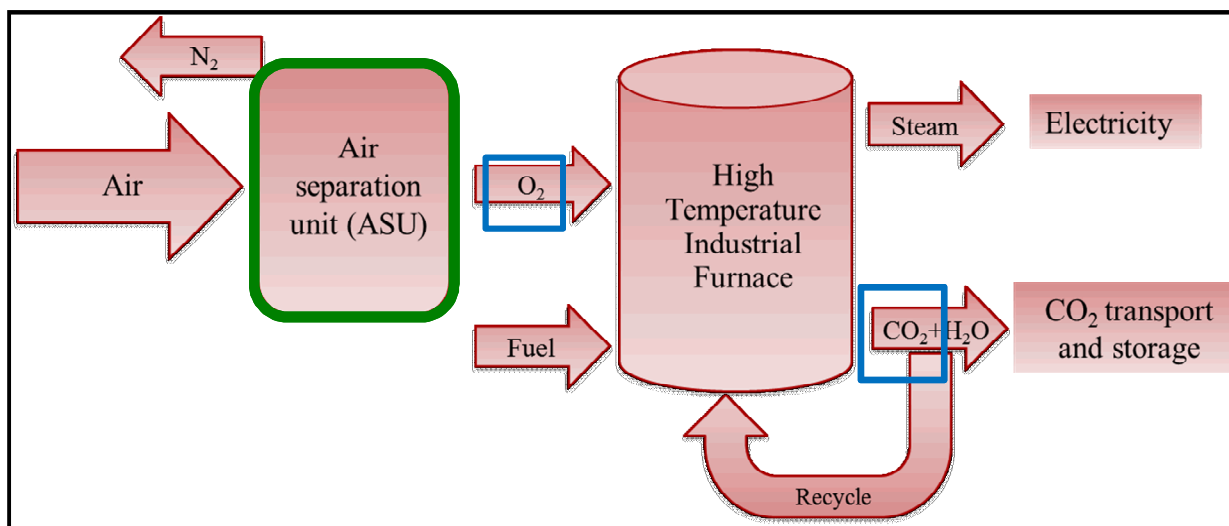 N₂
Air
Air
separation
unit (ASU)
O₂
Fuel
High
Temperature
Industrial
Furnace
Steam
Electricity
CO₂+H₂O
CO₂ transport
and storage
Recycle